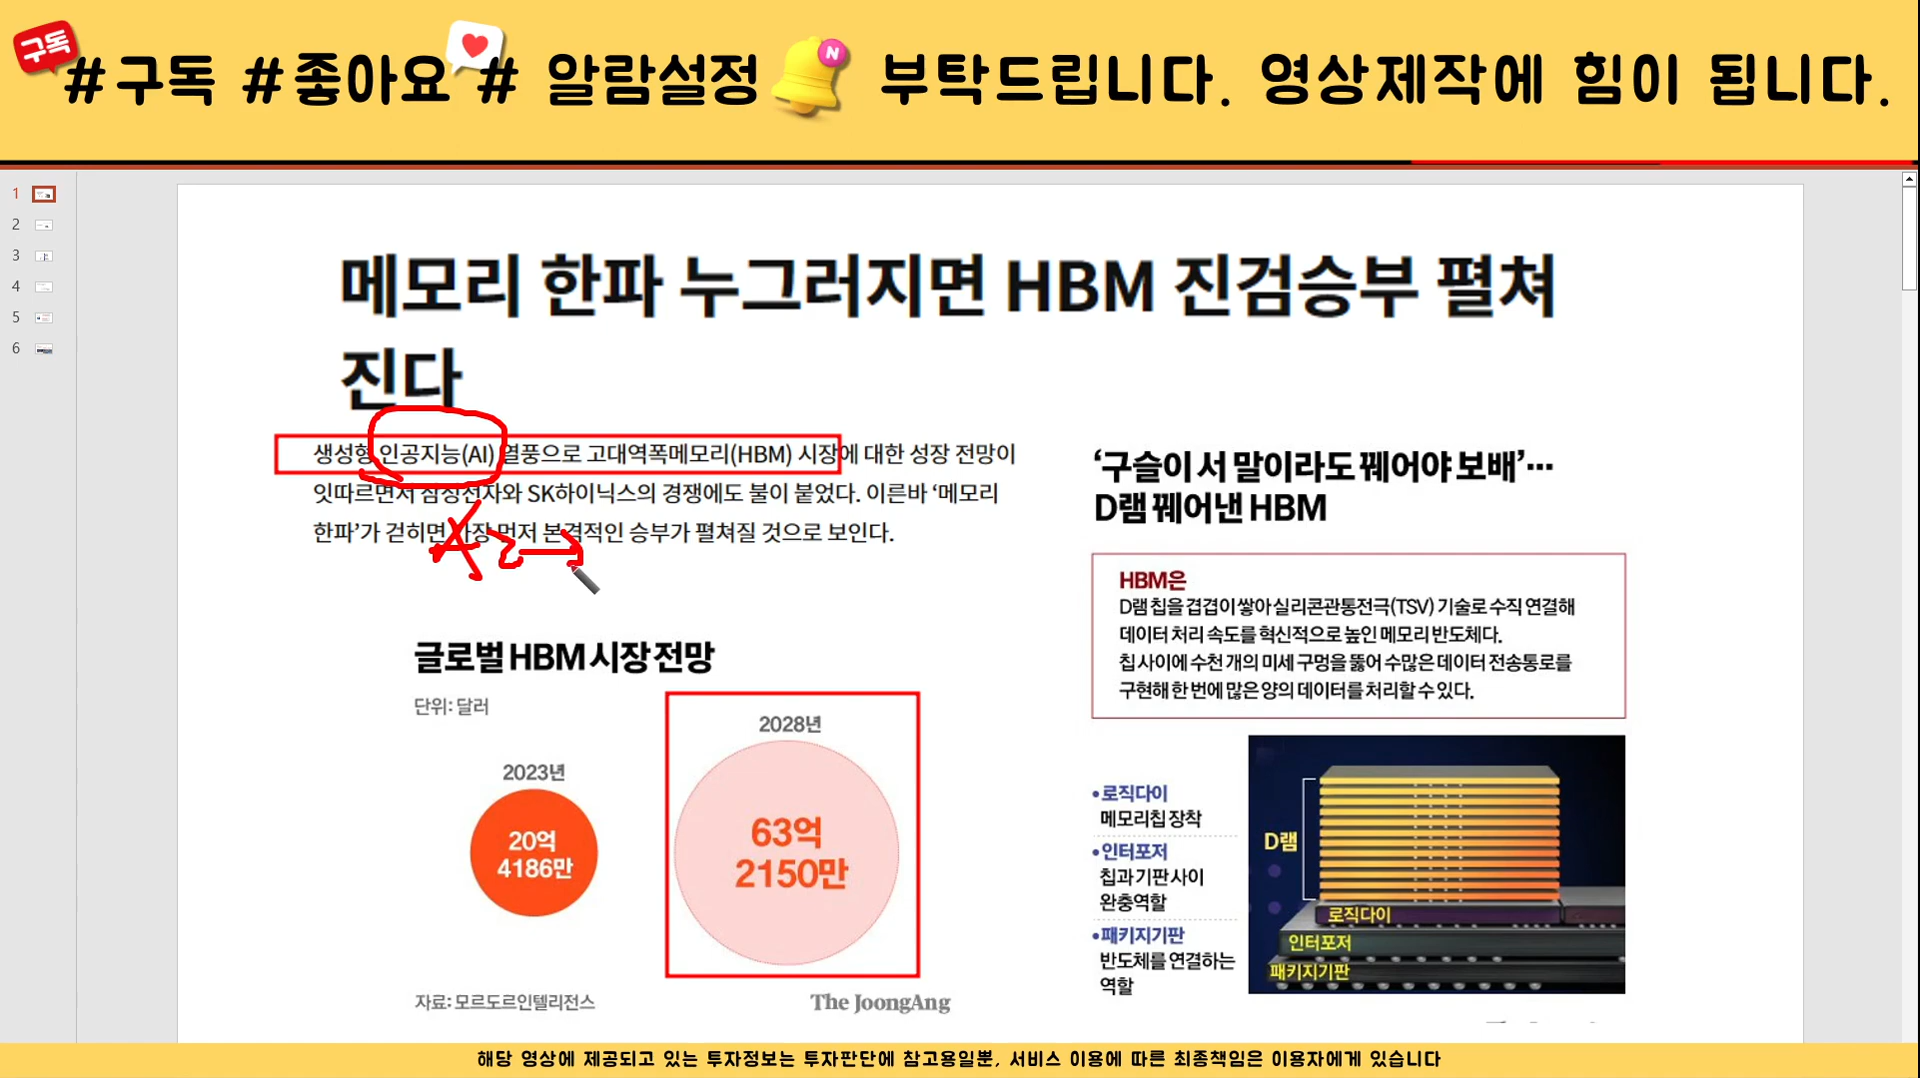 구독
#구독 #좋아요 # 알람설정 N 부탁드립니다. 영상제작에 힘이 됩니다.
1
2
3
4
5
6
메모리 한파 누그러지면 HBM 진검승부 펼쳐
진다
생성형 인공지능(AI) 열풍으로 고대역폭메모리(HBM) 시장에 대한 성장 전망이
잇따르면서 삼성전자와 SK하이닉스의 경쟁에도 불이 붙었다. 이른바 ‘메모리
한파’가 걷히면 가장 먼저 본격적인 승부가 펼쳐질 것으로 보인다.
글로벌 HBM 시장 전망
단위: 달러
2023년
20억
4186만
2028년
63억
2150만
자료: 모르도르인텔리전스
The JoongAng
‘구슬이 서 말이라도 꿰어야 보배’…
D램 꿰어낸 HBM
HBM은
D램 칩을 겹겹이 쌓아 실리콘관통전극(TSV) 기술로 수직 연결해
데이터 처리 속도를 혁신적으로 높인 메모리 반도체다.
칩 사이에 수천 개의 미세 구멍을 뚫어 수많은 데이터 전송통로를
구현해 한 번에 많은 양의 데이터를 처리할 수 있다.
•로직다이
메모리칩 장착
•인터포저
칩과 기판 사이
완충역할
•패키지기판
반도체를 연결하는
역할
D램
로직다이
인터포저
패키지기판
해당 영상에 제공되고 있는 투자정보는 투자판단에 참고용일뿐, 서비스 이용에 따른 최종책임은 이용자에게 있습니다